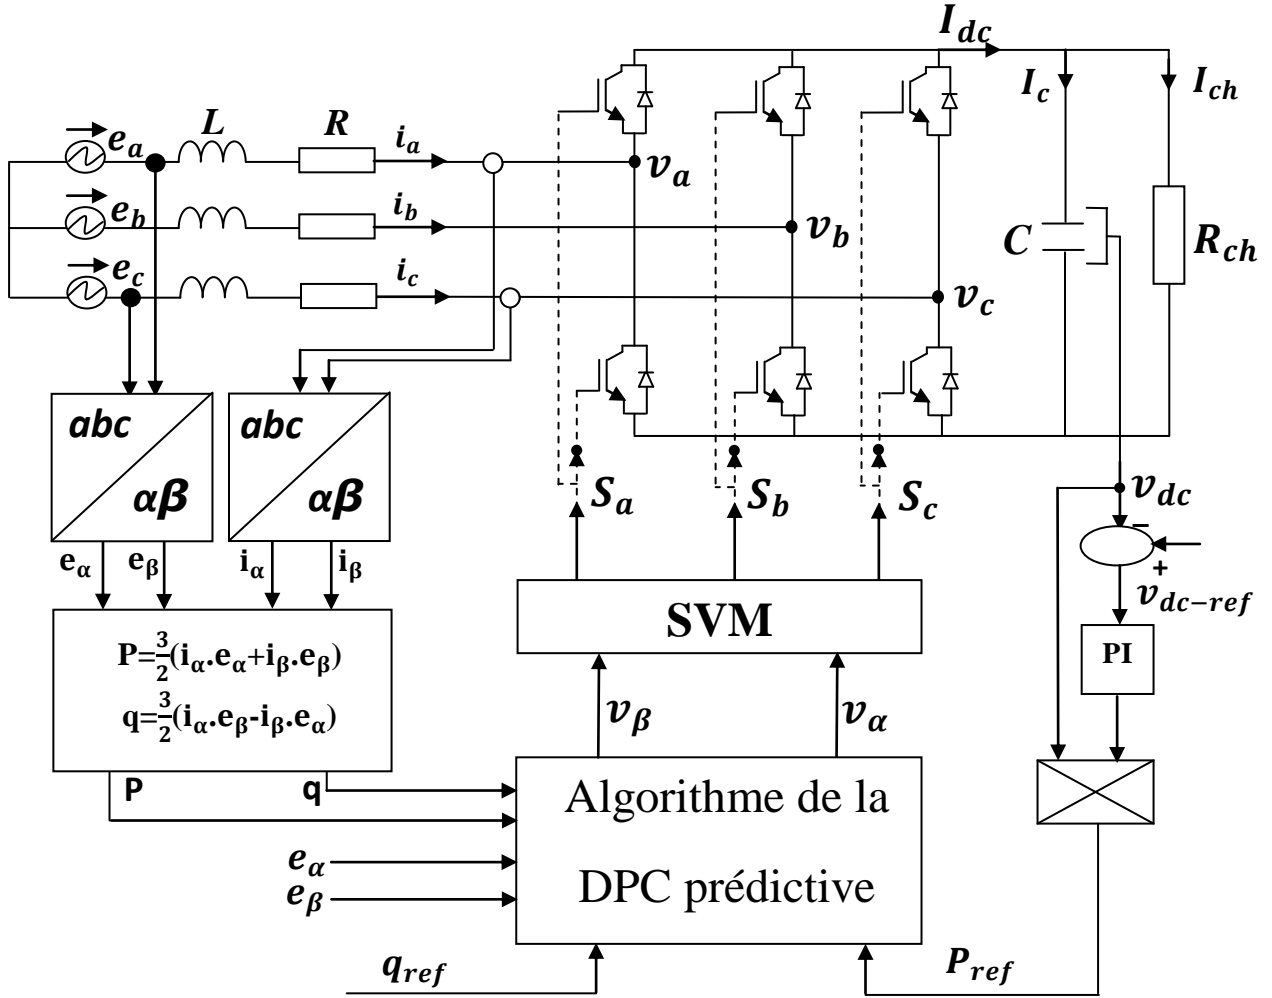 I_dc
I_c
I_ch
e_a
L
R
i_a
v_a
e_b
i_b
v_b
C
R_ch
e_c
i_c
v_c
abc
αβ
abc
αβ
S_a
S_b
S_c
v_dc
−
+
v_dc−ref
e_α
e_β
i_α
i_β
P=3/2(i_α.e_α+i_β.e_β)
q=3/2(i_α.e_β-i_β.e_α)
SVM
PI
v_β
v_α
P
q
Algorithme de la
DPC prédictive
e_α
e_β
q_ref
P_ref